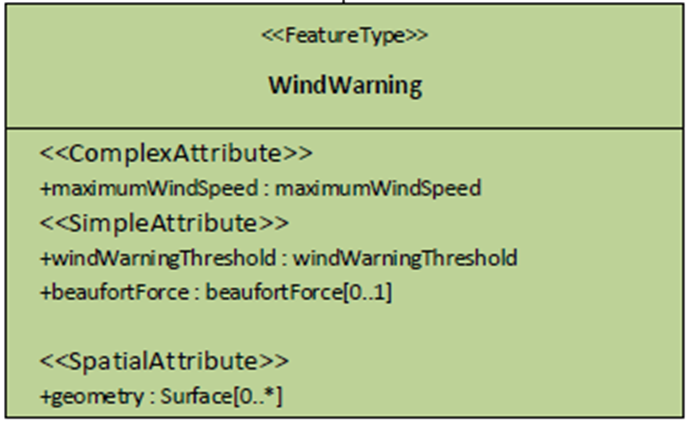 <<FeatureType>>
WindWarning
<<ComplexAttribute>>
+maximumWindSpeed : maximumWindSpeed
<<SimpleAttribute>>
+windWarningThreshold : windWarningThreshold
+beaufortForce : beaufortForce[0..1]
<<SpatialAttribute>>
+geometry : Surface[0..*]